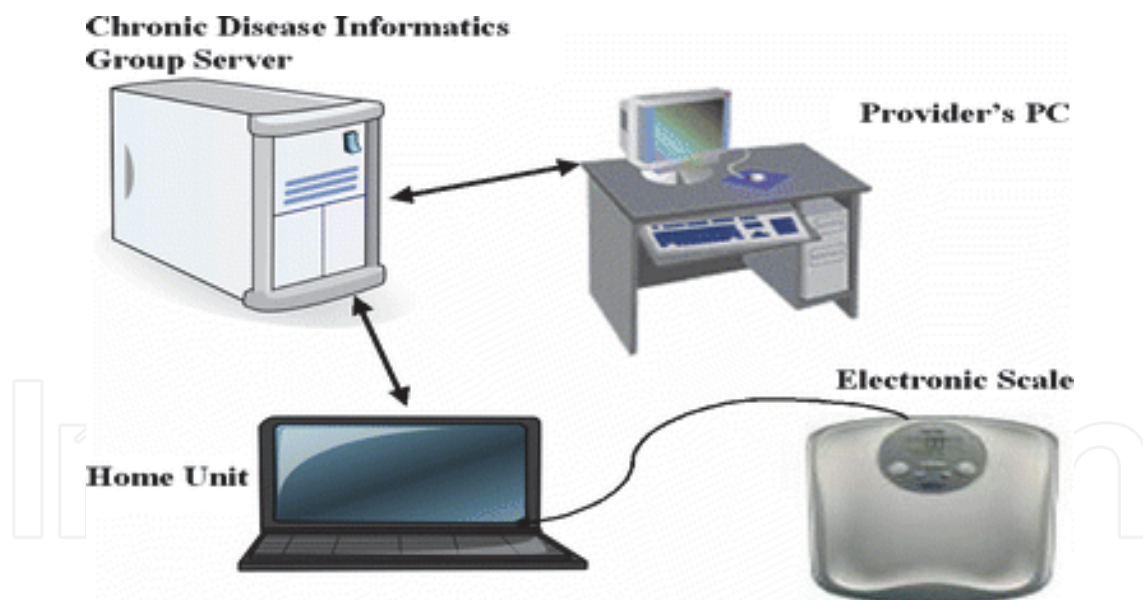 Chronic Disease Informatics
Group Server
Provider's PC
Electronic Scale
Home Unit